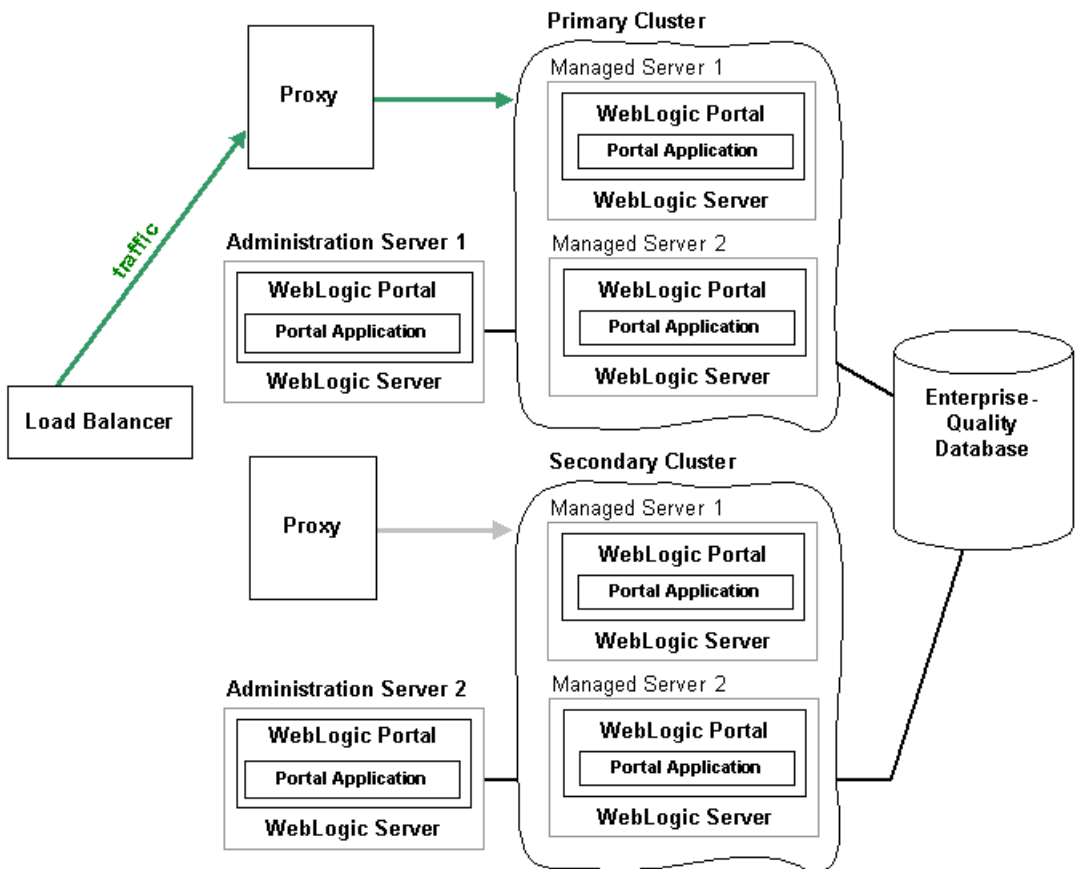 Primary Cluster
Managed Server 1
Proxy
WebLogic Portal
Portal Application
WebLogic Server
traffic
Administration Server 1
WebLogic Portal
Portal Application
WebLogic Server
Managed Server 2
WebLogic Portal
Portal Application
WebLogic Server
Load Balancer
Enterprise-
Quality
Database
Secondary Cluster
Managed Server 1
Proxy
WebLogic Portal
Portal Application
WebLogic Server
Administration Server 2
WebLogic Portal
Portal Application
WebLogic Server
Managed Server 2
WebLogic Portal
Portal Application
WebLogic Server